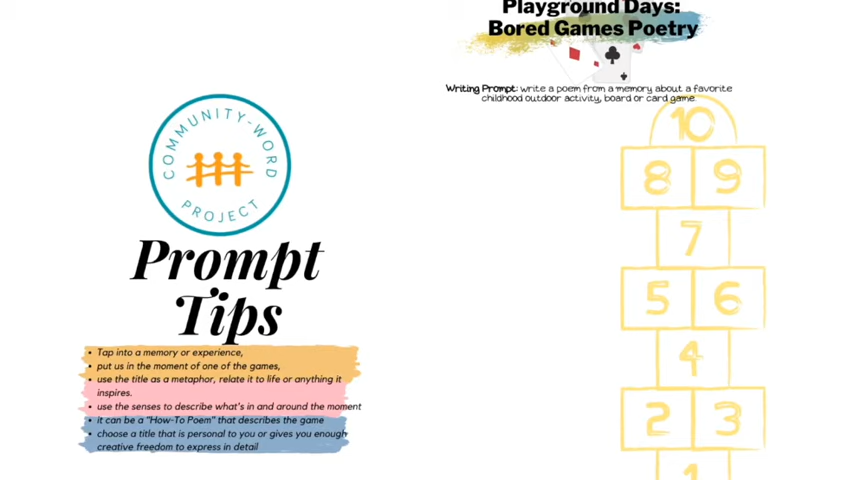 COMMUNITY-WORD
PROJECT
Prompt
Tips
• Tap into a memory or experience,
• put us in the moment of one of the games,
• use the title as a metaphor, relate it to life or anything it
inspires.
• use the senses to describe what's in and around the moment
• it can be a "How-To Poem" that describes the game
• choose a title that is personal to you or gives you enough
creative freedom to express in detail
Playground Days:
Bored Games Poetry
Writing Prompt: write a poem from a memory about a favorite
childhood outdoor activity, board or card game.
10
8 9
7
5 6
4
2 3
1